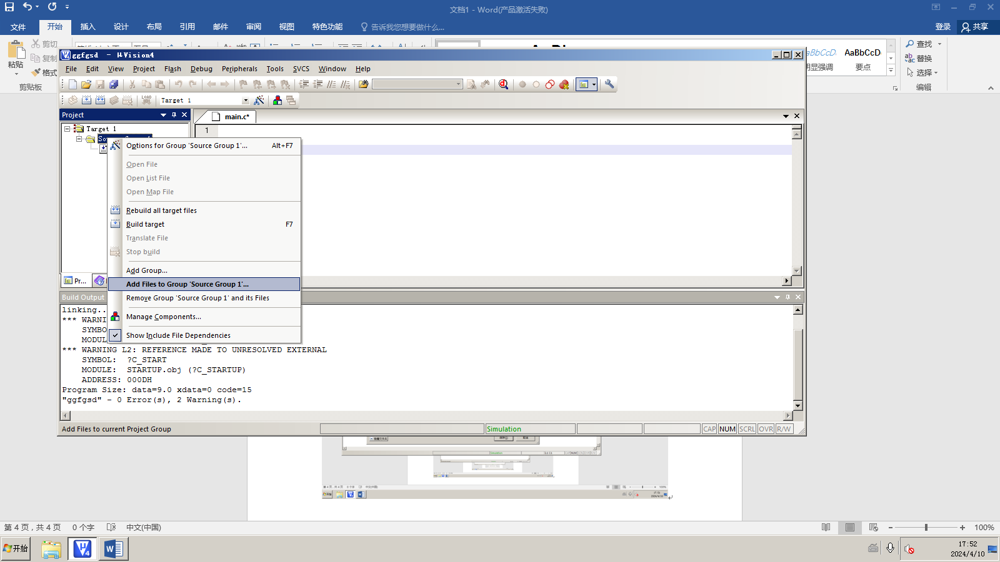 文档1 - Word(产品激活失败)
文件 开始 插入 设计 布局 引用 邮件 审阅 视图 特色功能 告诉我您想要做什么... 登录 共享
粘贴 剪切 复制 格式
剪贴板
AaBbCcD AaBbCcD
明显强调 要点
查找
替换
选择
编辑
ggfgsd - μVision4
File Edit View Project Flash Debug Peripherals Tools SVCS Window Help
LOAD Target 1
Project
main.c*
1
Target 1
Options for Group 'Source Group 1'... Alt+F7
Open File
Open List File
Open Map File
Rebuild all target files
Build target F7
Translate File
Stop build
Add Group...
Add Files to Group 'Source Group 1'...
Remove Group 'Source Group 1' and its Files
Manage Components...
Show Include File Dependencies
Pr...
Build Output
linking..
*** WARNI
SYMBO
MODUL
*** WARNING L2: REFERENCE MADE TO UNRESOLVED EXTERNAL
SYMBOL: ?C_START
MODULE: STARTUP.obj (?C_STARTUP)
ADDRESS: 000DH
Program Size: data=9.0 xdata=0 code=15
"ggfgsd" - 0 Error(s), 2 Warning(s).
Add Files to current Project Group Simulation CAP NUM SCRL OVR R/W
第 4 页，共 4 页 0 个字 中文(中国) 100%
开始
17:52
2024/4/10